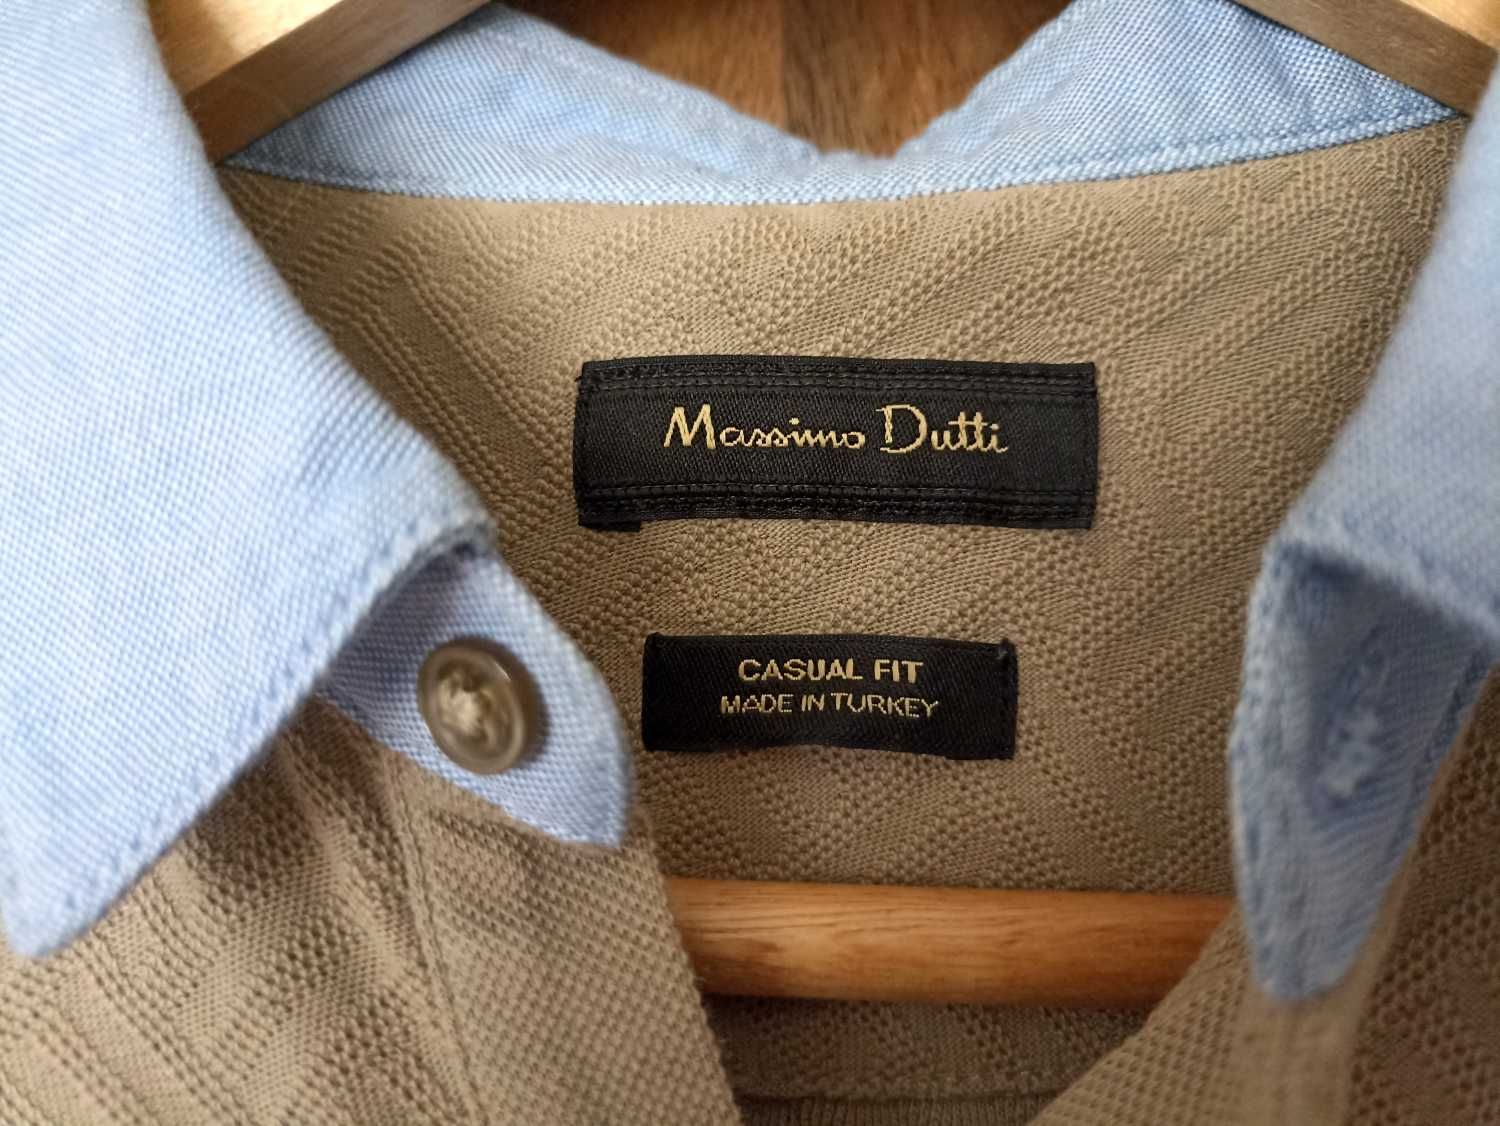 Massimo Dutti
CASUAL FIT
MADE IN TURKEY